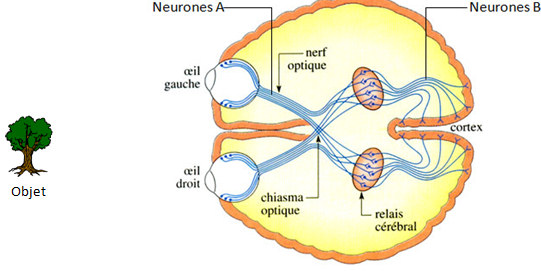 Neurones A
Neurones B
nerf
optique
œil
gauche
cortex
Objet
œil
droit
chiasma
optique
relais
cérébral